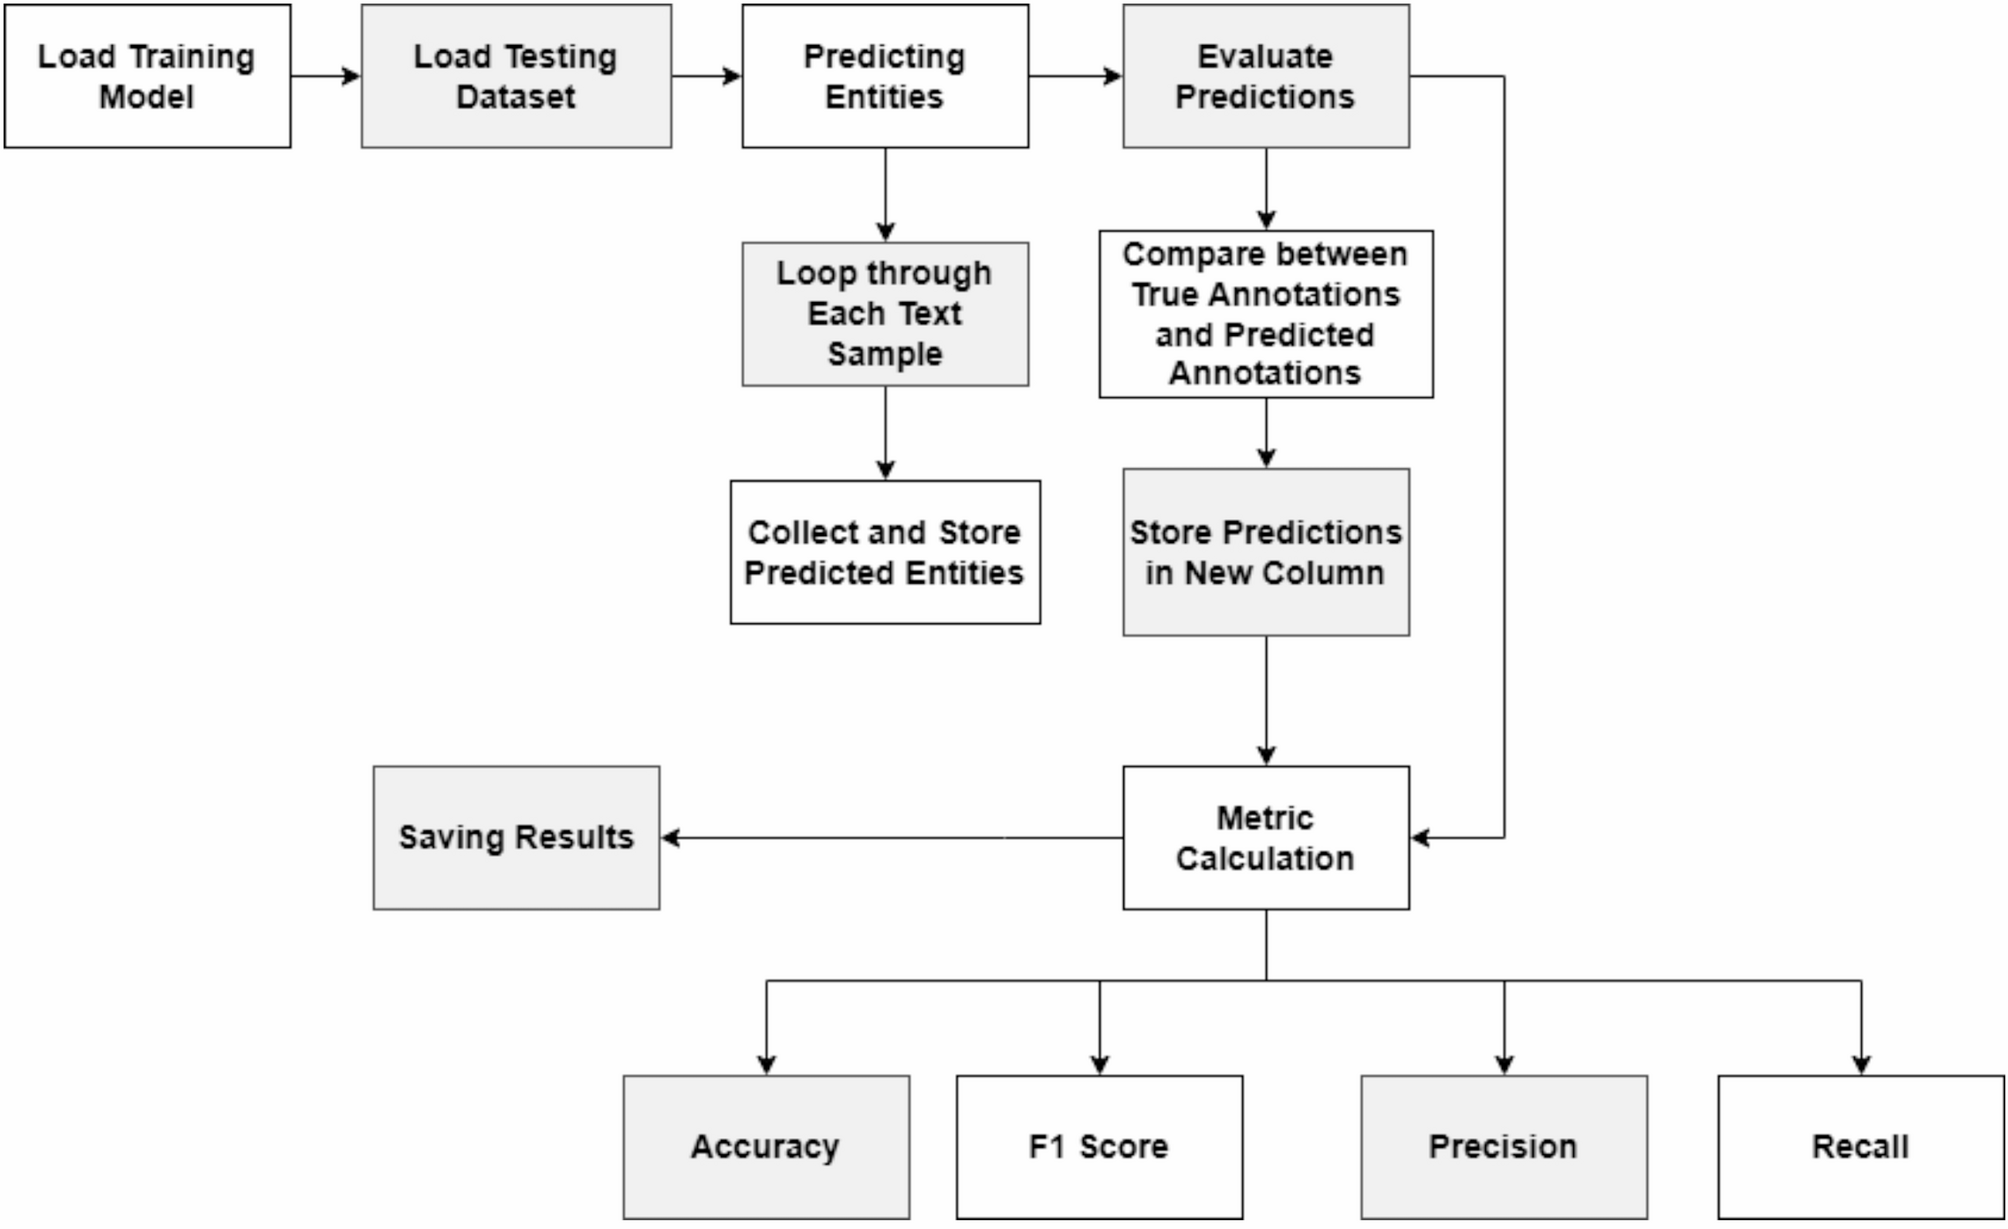 Load Training
Model
Load Testing
Dataset
Predicting
Entities
Evaluate
Predictions
Loop through
Each Text
Sample
Compare between
True Annotations
and Predicted
Annotations
Collect and Store
Predicted Entities
Store Predictions
in New Column
Saving Results
Metric
Calculation
Accuracy
F1 Score
Precision
Recall